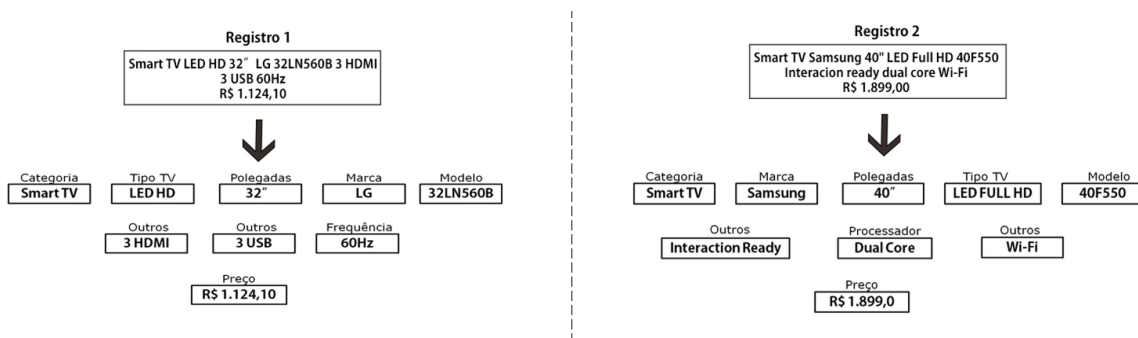 Registro 1
Smart TV LED HD 32″ LG 32LN560B 3 HDMI
3 USB 60Hz
R$ 1.124,10
Categoria Tipo TV Polegadas Marca Modelo
Smart TV LED HD 32″ LG 32LN560B
Outros Outros Frequência
3 HDMI 3 USB 60Hz
Preço
R$ 1.124,10
Registro 2
Smart TV Samsung 40" LED Full HD 40F550
Interacion ready dual core Wi-Fi
R$ 1.899,00
Categoria Marca Polegadas Tipo TV Modelo
Smart TV Samsung 40″ LED FULL HD 40F550
Outros Processador Outros
Interaction Ready Dual Core Wi-Fi
Preço
R$ 1.899,0